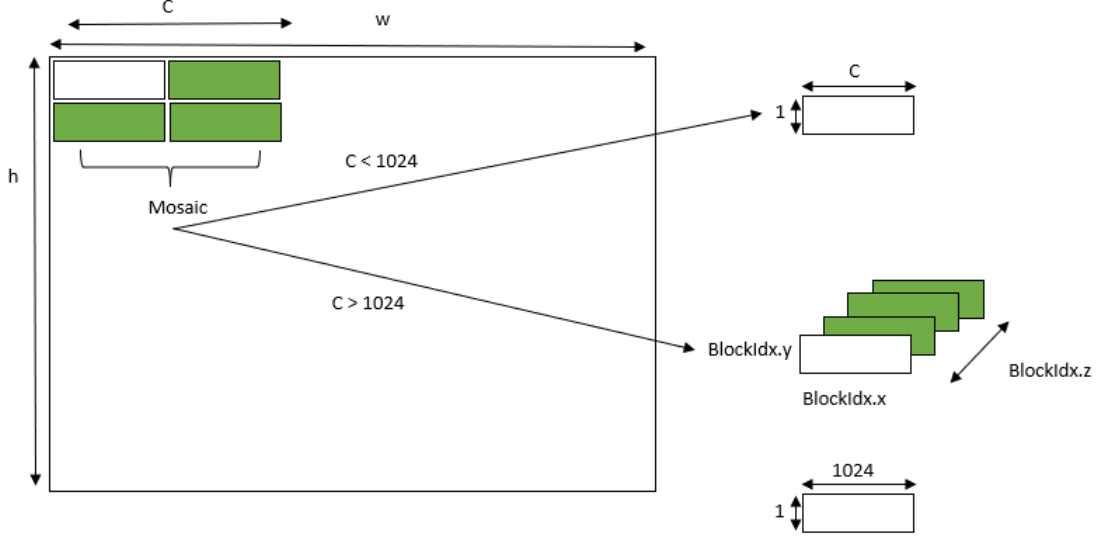 C
w
C
1
h
C < 1024
Mosaic
C > 1024
BlockIdx.y
BlockIdx.z
BlockIdx.x
1024
1